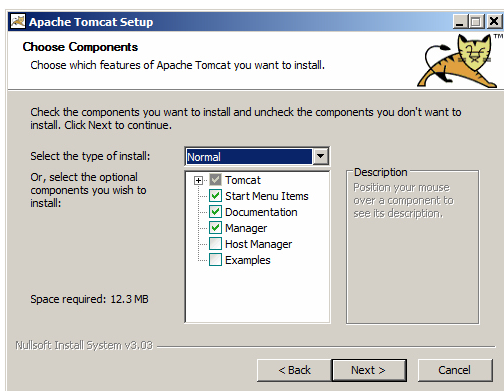 Apache Tomcat Setup
Choose Components
Choose which features of Apache Tomcat you want to install.
TM
Check the components you want to install and uncheck the components you don't want to
install. Click Next to continue.
Select the type of install:
Normal
Or, select the optional
components you wish to
install:
Tomcat
Start Menu Items
Documentation
Manager
Host Manager
Examples
Description
Position your mouse
over a component to
see its description.
Space required: 12.3 MB
Nullsoft Install System v3.03
< Back
Next >
Cancel